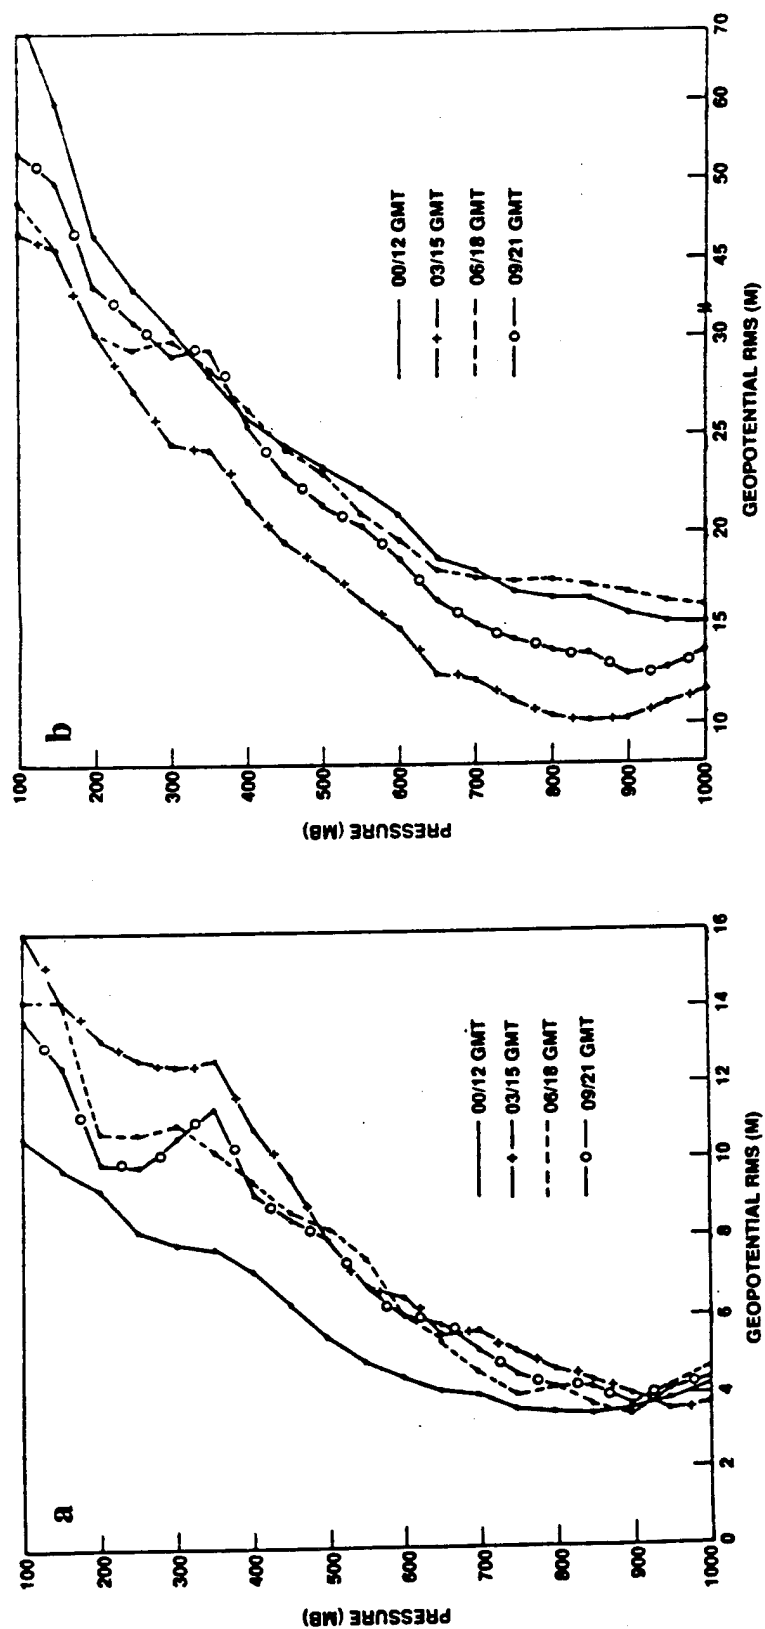 a
PRESSURE (MB)
100
200
300
400
500
600
700
800
900
1000
0
2
4
6
8
10
12
14
16
GEOPOTENTIAL RMS (M)
00/12 GMT
03/15 GMT
06/18 GMT
09/21 GMT
b
PRESSURE (MB)
100
200
300
400
500
600
700
800
900
1000
10
15
20
25
30
45
50
60
70
GEOPOTENTIAL RMS (M)
00/12 GMT
03/15 GMT
06/18 GMT
09/21 GMT